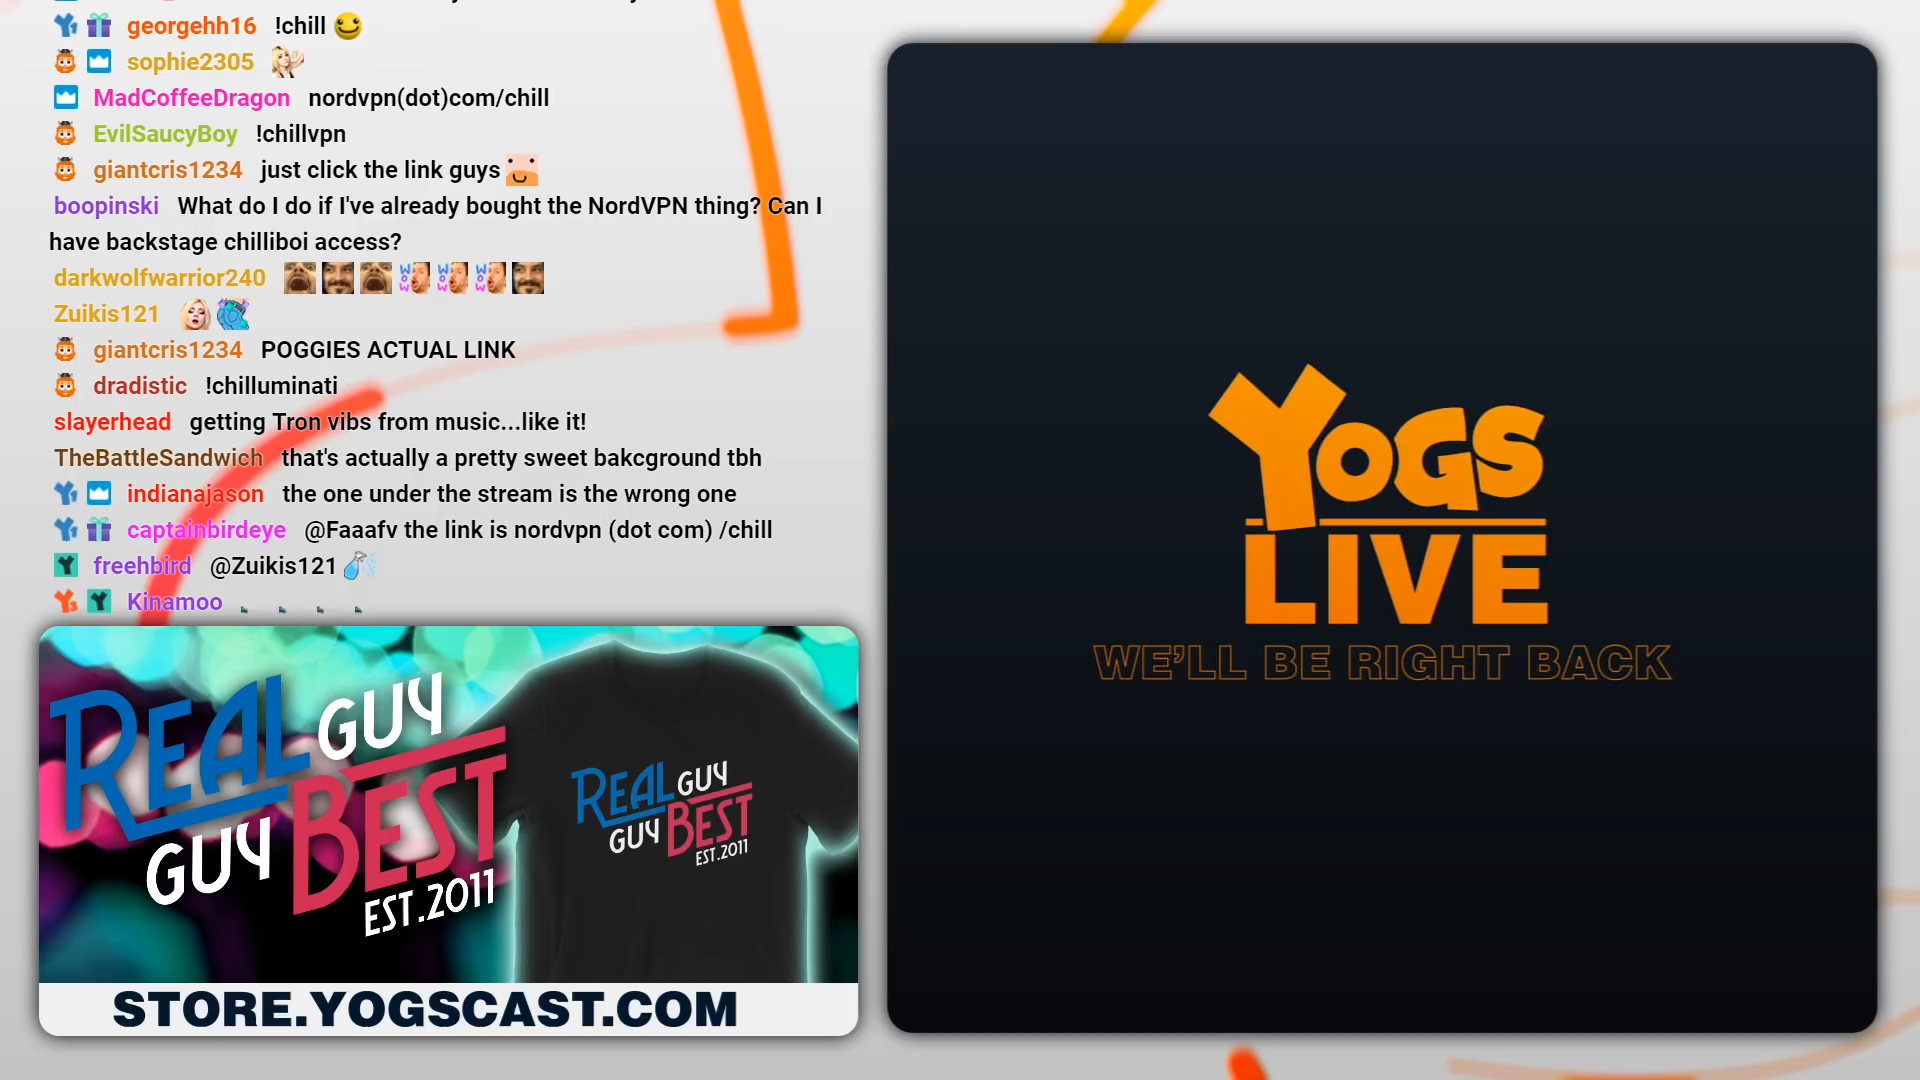 georgehh16 !chill
sophie2305
MadCoffeeDragon nordvpn(dot)com/chill
EvilSaucyBoy !chillvpn
giantcris1234 just click the link guys
boopinski What do I do if I've already bought the NordVPN thing? Can I
have backstage chilliboi access?
darkwolfwarrior240
WOW WOW WOW
Zuikis121
giantcris1234 POGGIES ACTUAL LINK
dradistic !chilluminati
slayerhead getting Tron vibs from music...like it!
TheBattleSandwich that's actually a pretty sweet bakcground tbh
indianajason the one under the stream is the wrong one
captainbirdeye @Faaafv the link is nordvpn (dot com) /chill
freehbird @Zuikis121
Kinamoo
REAL GUY
GUY BEST
EST.2011
REAL GUY
GUY BEST
EST.2011
STORE.YOGSCAST.COM
YOGS
LIVE
WE'LL BE RIGHT BACK